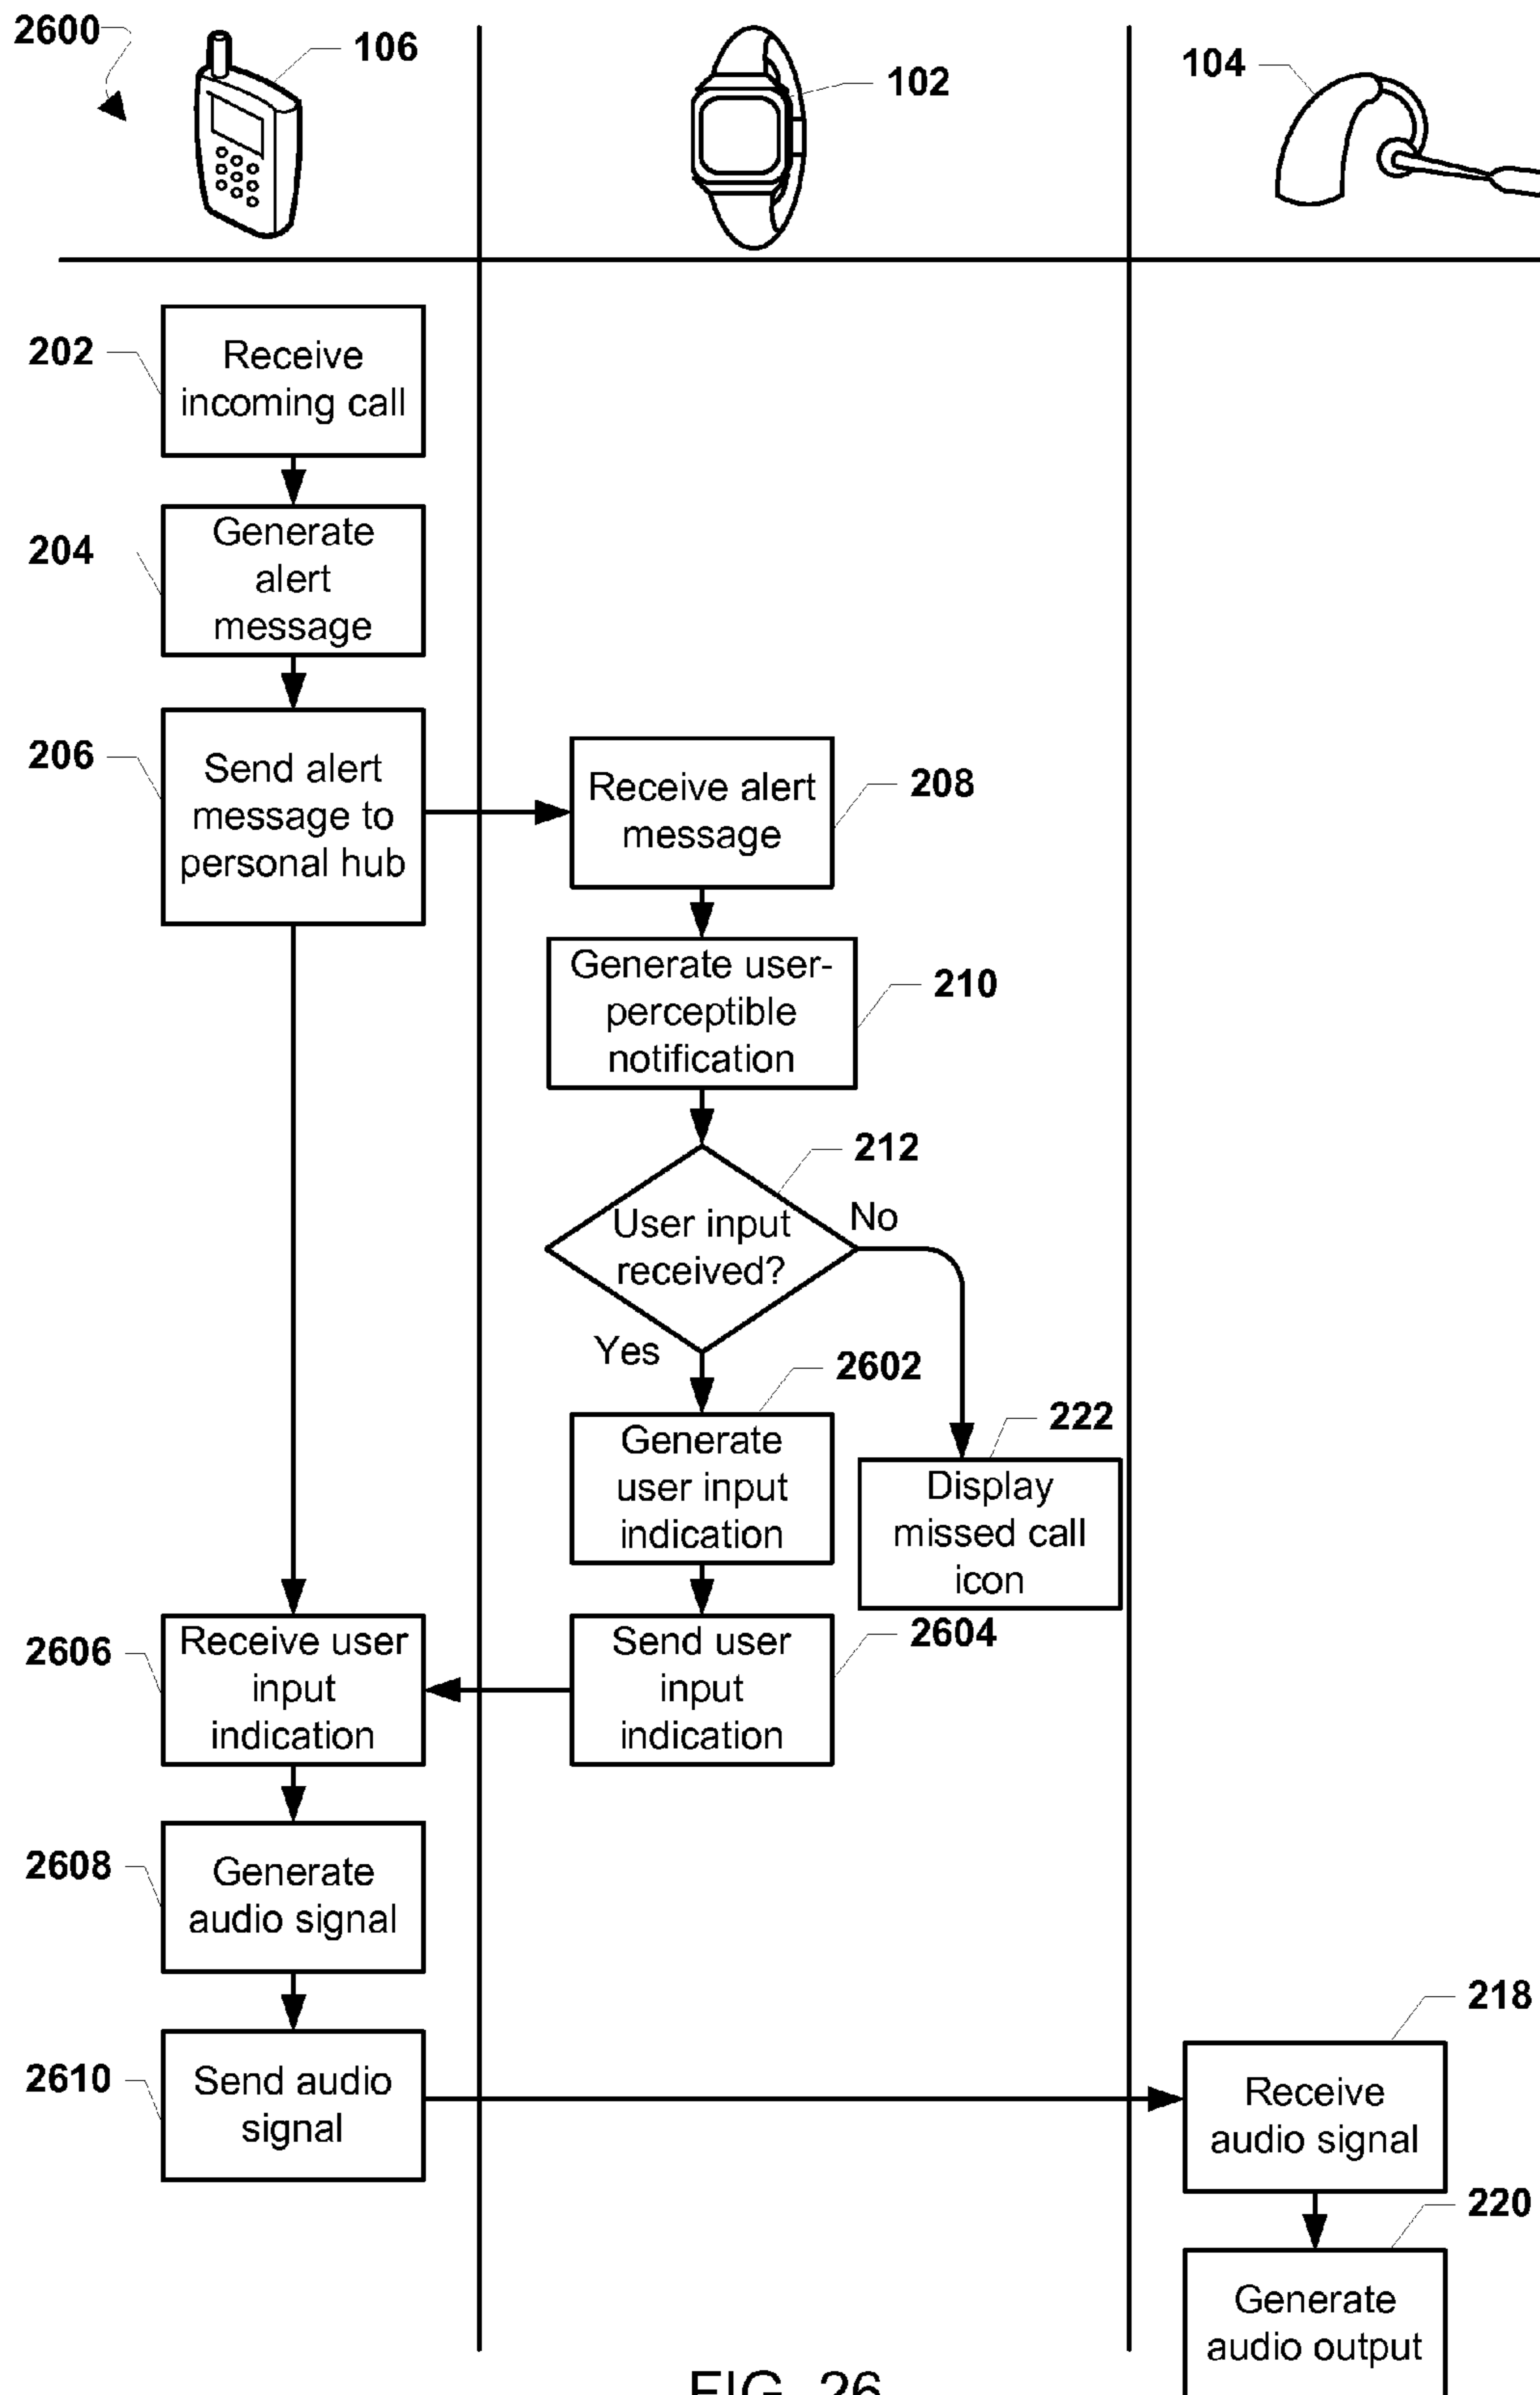 2600
106
102
104
202
Receive
incoming call
204
Generate
alert
message
206
Send alert
message to
personal hub
Receive alert
message
208
Generate user-
perceptible
notification
210
212
User input
received?
No
Yes
2602
Generate
user input
indication
222
Display
missed call
icon
2606
Receive user
input
indication
Send user
input
indication
2604
2608
Generate
audio signal
2610
Send audio
signal
218
Receive
audio signal
220
Generate
audio output
FIG. 26